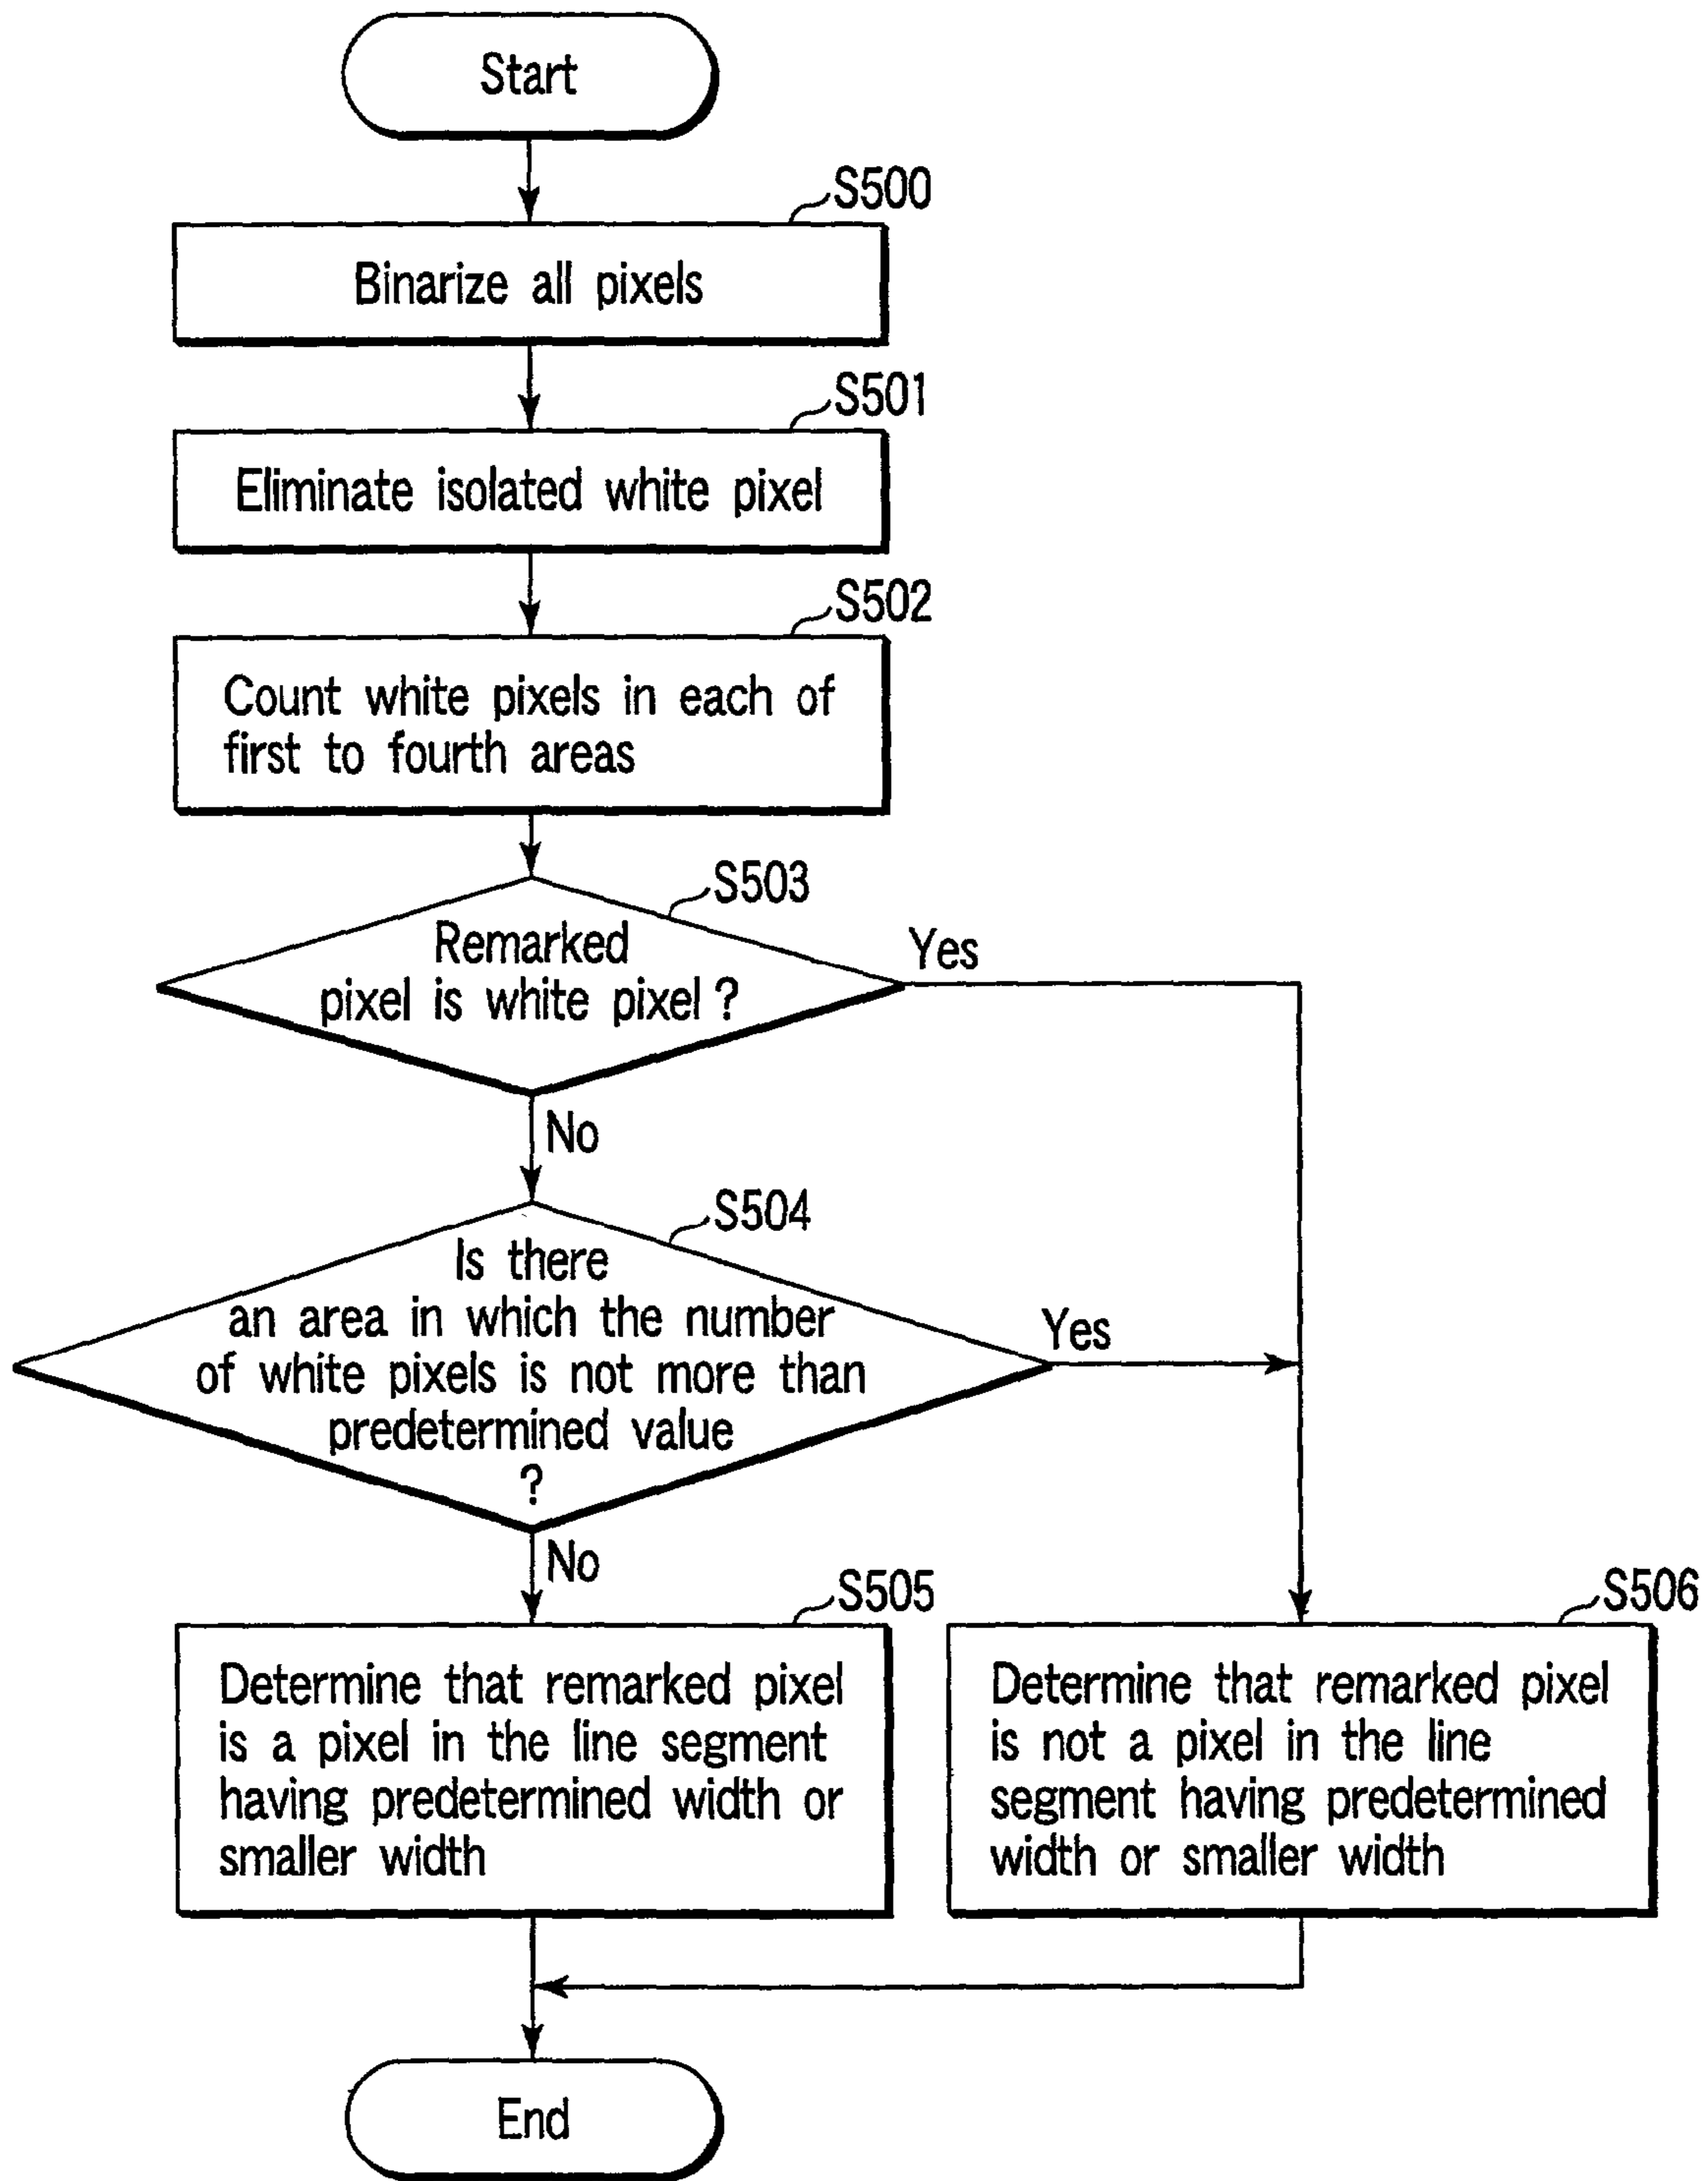 Start
S500
Binarize all pixels
S501
Eliminate isolated white pixel
S502
Count white pixels in each of
first to fourth areas
S503
Remarked
pixel is white pixel ?
Yes
No
S504
Is there
an area in which the number
of white pixels is not more than
predetermined value
?
Yes
No
S505
Determine that remarked pixel
is a pixel in the line segment
having predetermined width or
smaller width
S506
Determine that remarked pixel
is not a pixel in the line
segment having predetermined
width or smaller width
End